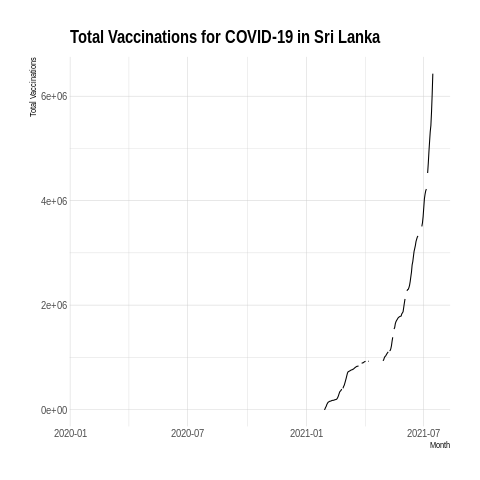 Total Vaccinations for COVID-19 in Sri Lanka
Total Vaccinations
6e+06
4e+06
2e+06
0e+00
2020-01
2020-07
2021-01
2021-07
Month